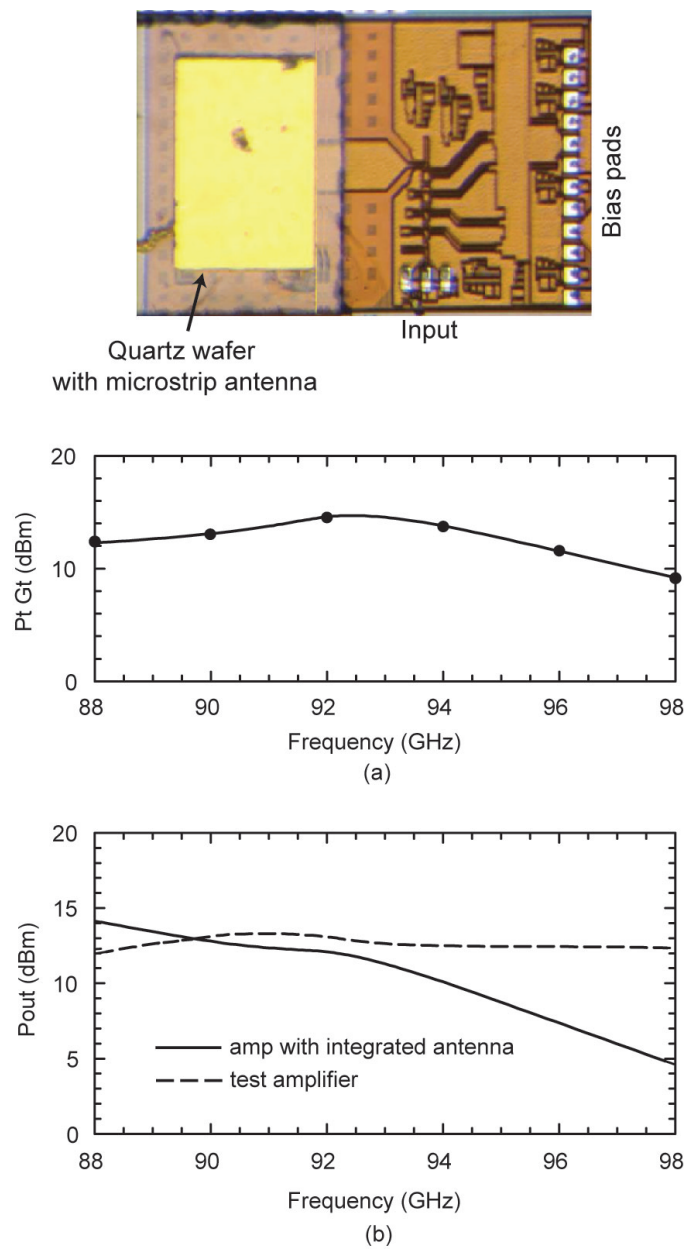 Bias pads
Input
Quartz wafer
with microstrip antenna
20
10
0
Pt Gt (dBm)
88 90 92 94 96 98
Frequency (GHz)
(a)
20
15
10
5
0
Pout (dBm)
amp with integrated antenna
test amplifier
88 90 92 94 96 98
Frequency (GHz)
(b)